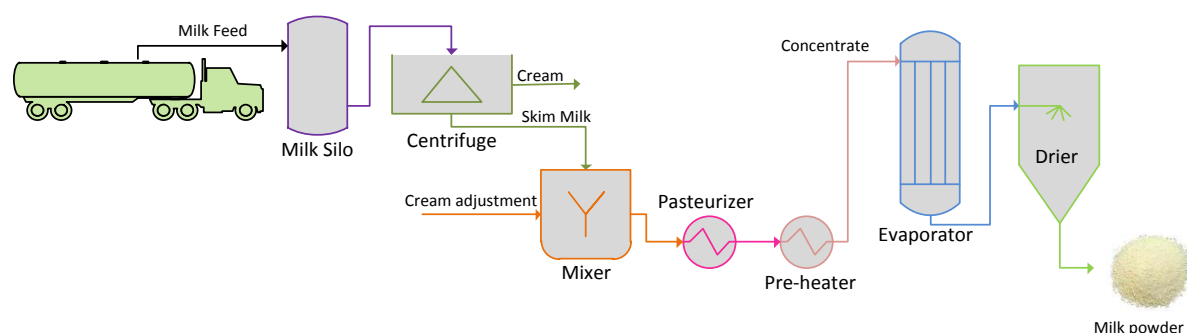 Milk Feed
Milk Silo
Centrifuge
Cream
Skim Milk
Cream adjustment
Mixer
Pasteurizer
Pre-heater
Concentrate
Evaporator
Drier
Milk powder